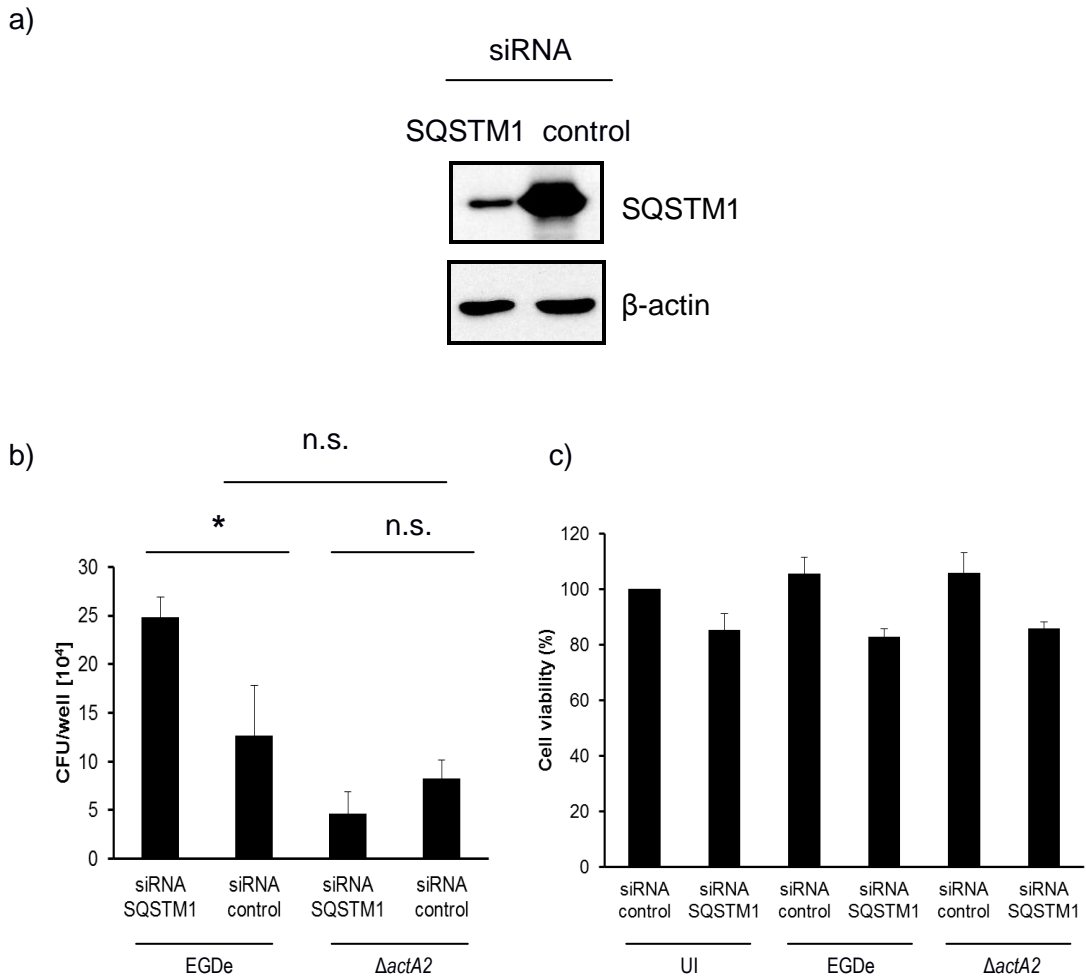 a)
siRNA
SQSTM1 control
SQSTM1
β-actin
b)
n.s.
*
n.s.
CFU/well [10⁴]
30
25
20
15
10
5
0
siRNA SQSTM1
siRNA control
siRNA SQSTM1
siRNA control
EGDe
ΔactA2
c)
Cell viability (%)
120
100
80
60
40
20
0
siRNA control
siRNA SQSTM1
siRNA control
siRNA SQSTM1
siRNA control
siRNA SQSTM1
UI
EGDe
ΔactA2